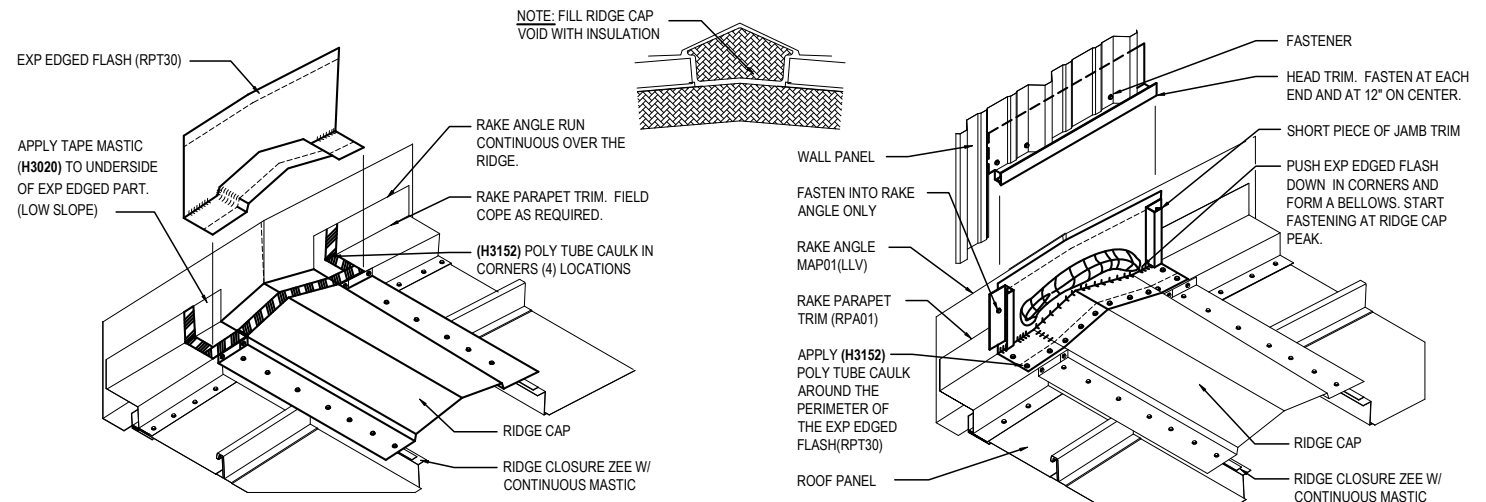 NOTE: FILL RIDGE CAP
VOID WITH INSULATION
EXP EDGED FLASH (RPT30)
APPLY TAPE MASTIC
(H3020) TO UNDERSIDE
OF EXP EDGED PART.
(LOW SLOPE)
RAKE ANGLE RUN
CONTINUOUS OVER THE
RIDGE.
RAKE PARAPET TRIM. FIELD
COPE AS REQUIRED.
(H3152) POLY TUBE CAULK IN
CORNERS (4) LOCATIONS
RIDGE CAP
RIDGE CLOSURE ZEE W/
CONTINUOUS MASTIC
WALL PANEL
FASTEN INTO RAKE
ANGLE ONLY
RAKE ANGLE
MAP01(LLV)
RAKE PARAPET
TRIM (RPA01)
APPLY (H3152)
POLY TUBE CAULK
AROUND THE
PERIMETER OF
THE EXP EDGED
FLASH(RPT30)
ROOF PANEL
FASTENER
HEAD TRIM. FASTEN AT EACH
END AND AT 12" ON CENTER.
SHORT PIECE OF JAMB TRIM
PUSH EXP EDGED FLASH
DOWN IN CORNERS AND
FORM A BELLOWS. START
FASTENING AT RIDGE CAP
PEAK.
RIDGE CAP
RIDGE CLOSURE ZEE W/
CONTINUOUS MASTIC